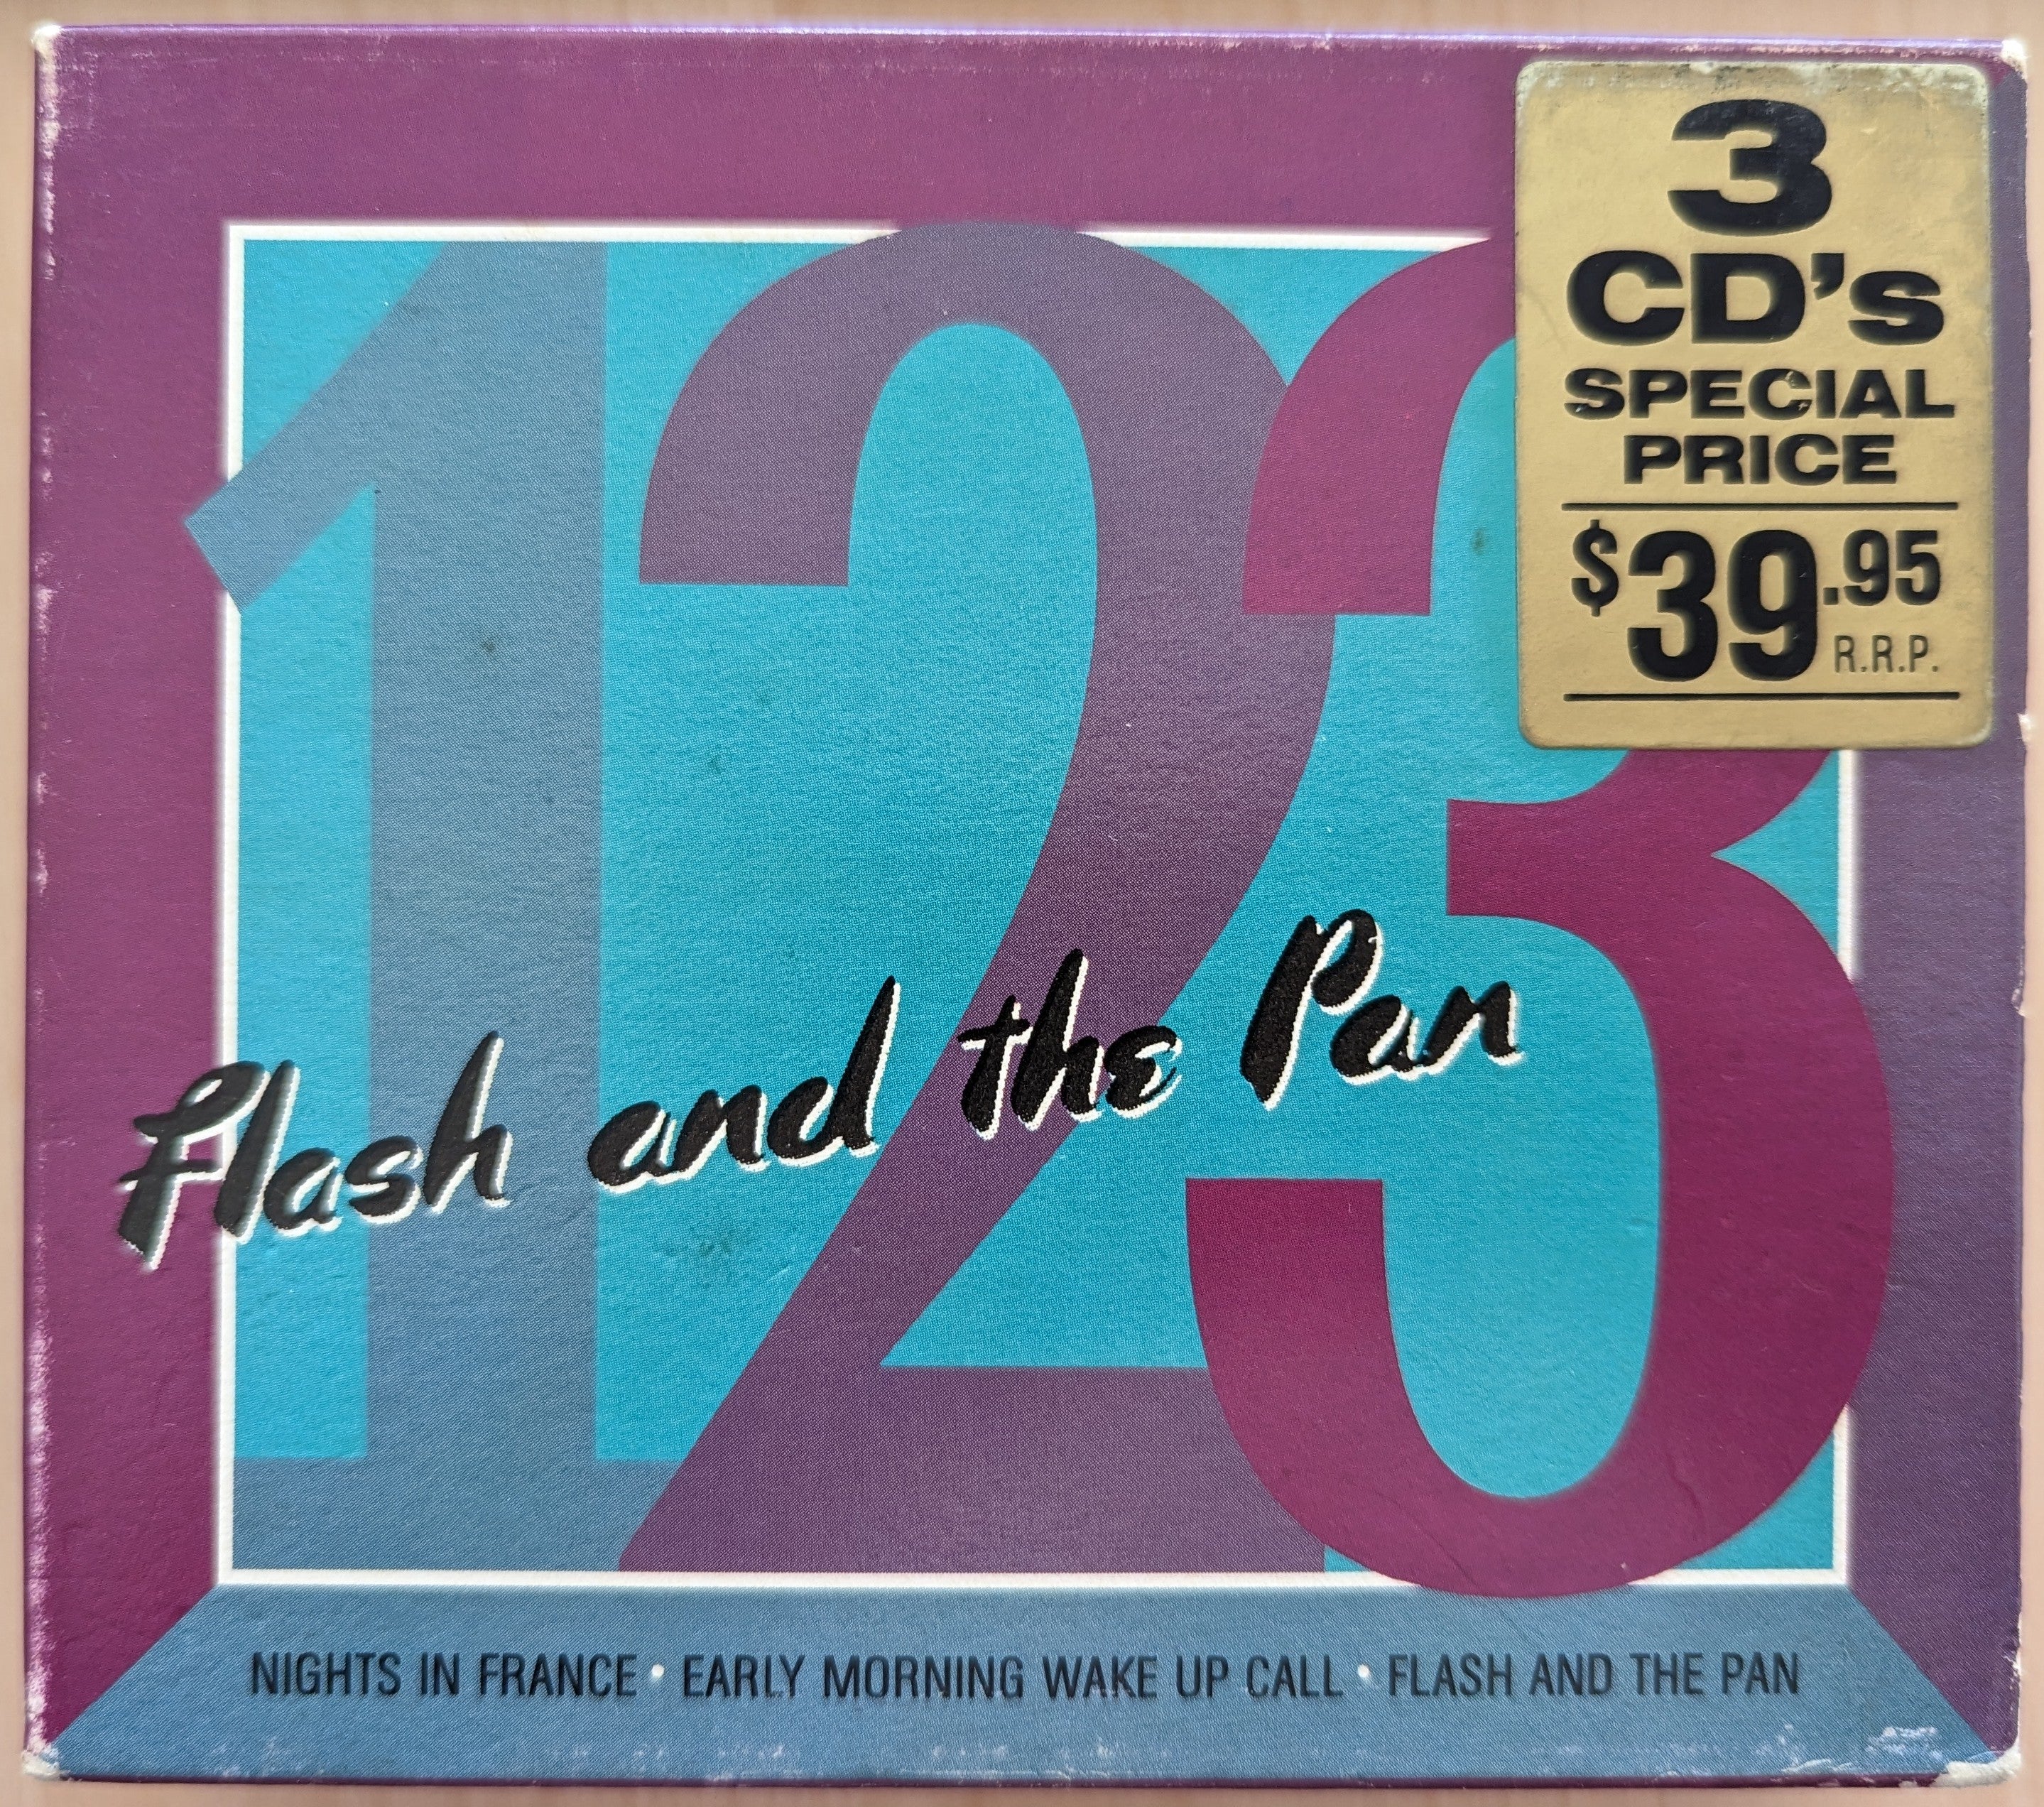 3
CD's
SPECIAL
PRICE
$39.95
R.R.P.
123
Flash and the Pan
NIGHTS IN FRANCE • EARLY MORNING WAKE UP CALL • FLASH AND THE PAN